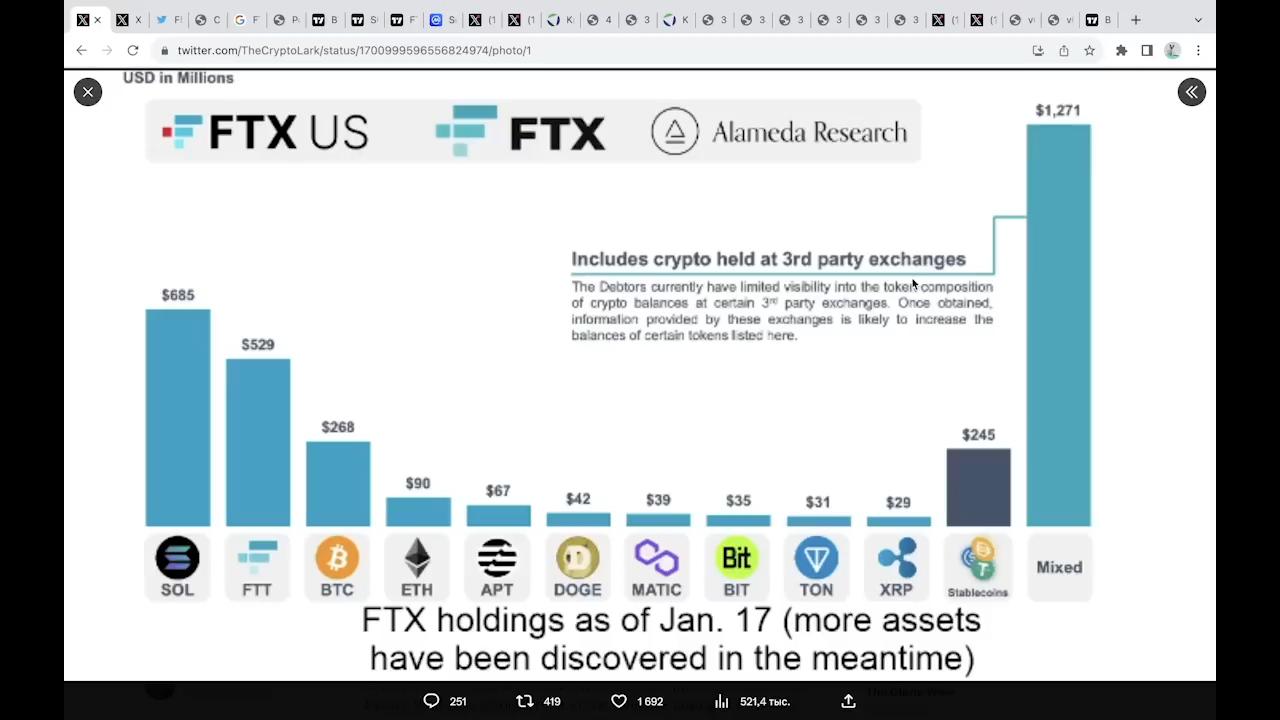 twitter.com/TheCryptoLark/status/1700999596556824974/photo/1
USD in Millions
FTX US
FTX
Alameda Research
$1,271
Includes crypto held at 3rd party exchanges
The Debtors currently have limited visibility into the token composition
of crypto balances at certain 3rd party exchanges. Once obtained,
information provided by these exchanges is likely to increase the
balances of certain tokens listed here.
$685
$529
$268
$90
$67
$42
$39
$35
$31
$29
$245
Bit
SOL
FTT
BTC
ETH
APT
DOGE
MATIC
BIT
TON
XRP
Stablecoins
Mixed
FTX holdings as of Jan. 17 (more assets
have been discovered in the meantime)
251
419
1 692
521,4 тыс.